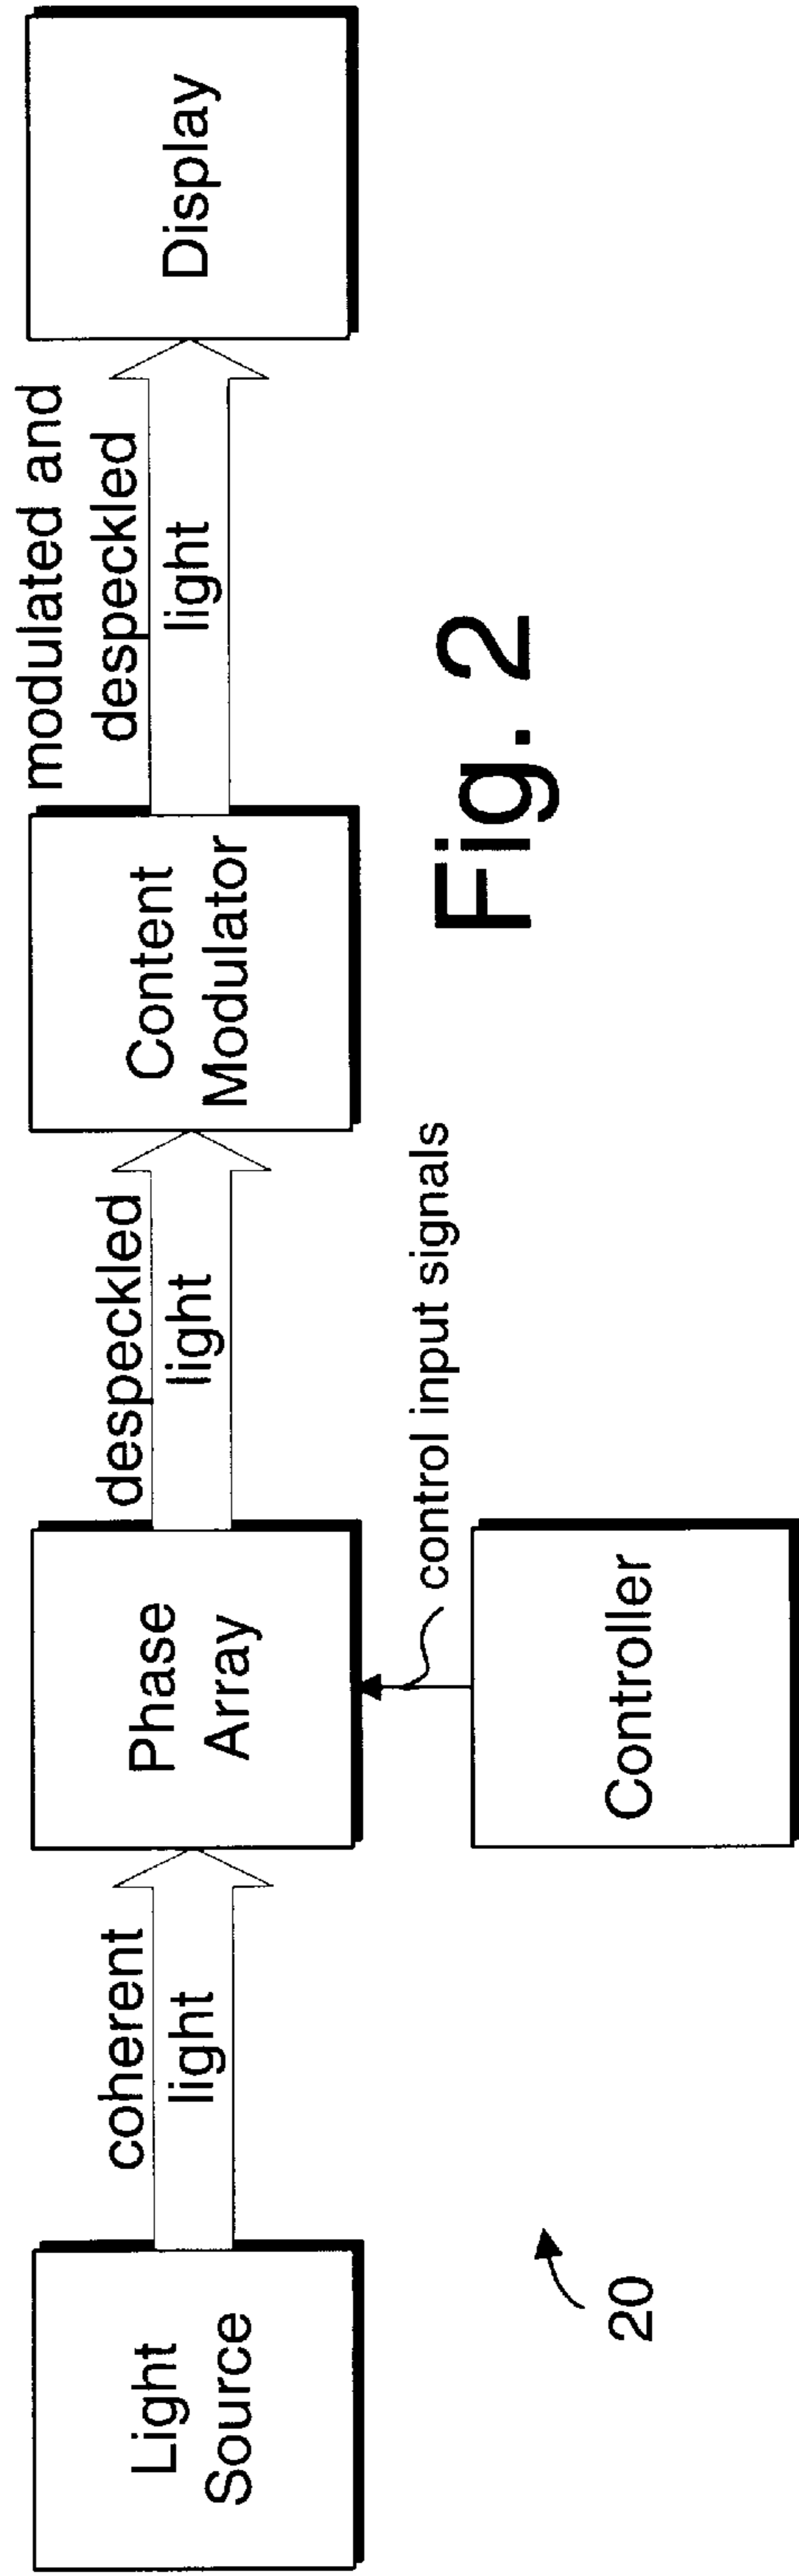 Light
Source
coherent
light
Phase
Array
despeckled
light
Content
Modulator
modulated and
despeckled
light
Display
control input signals
Controller
20
Fig. 2